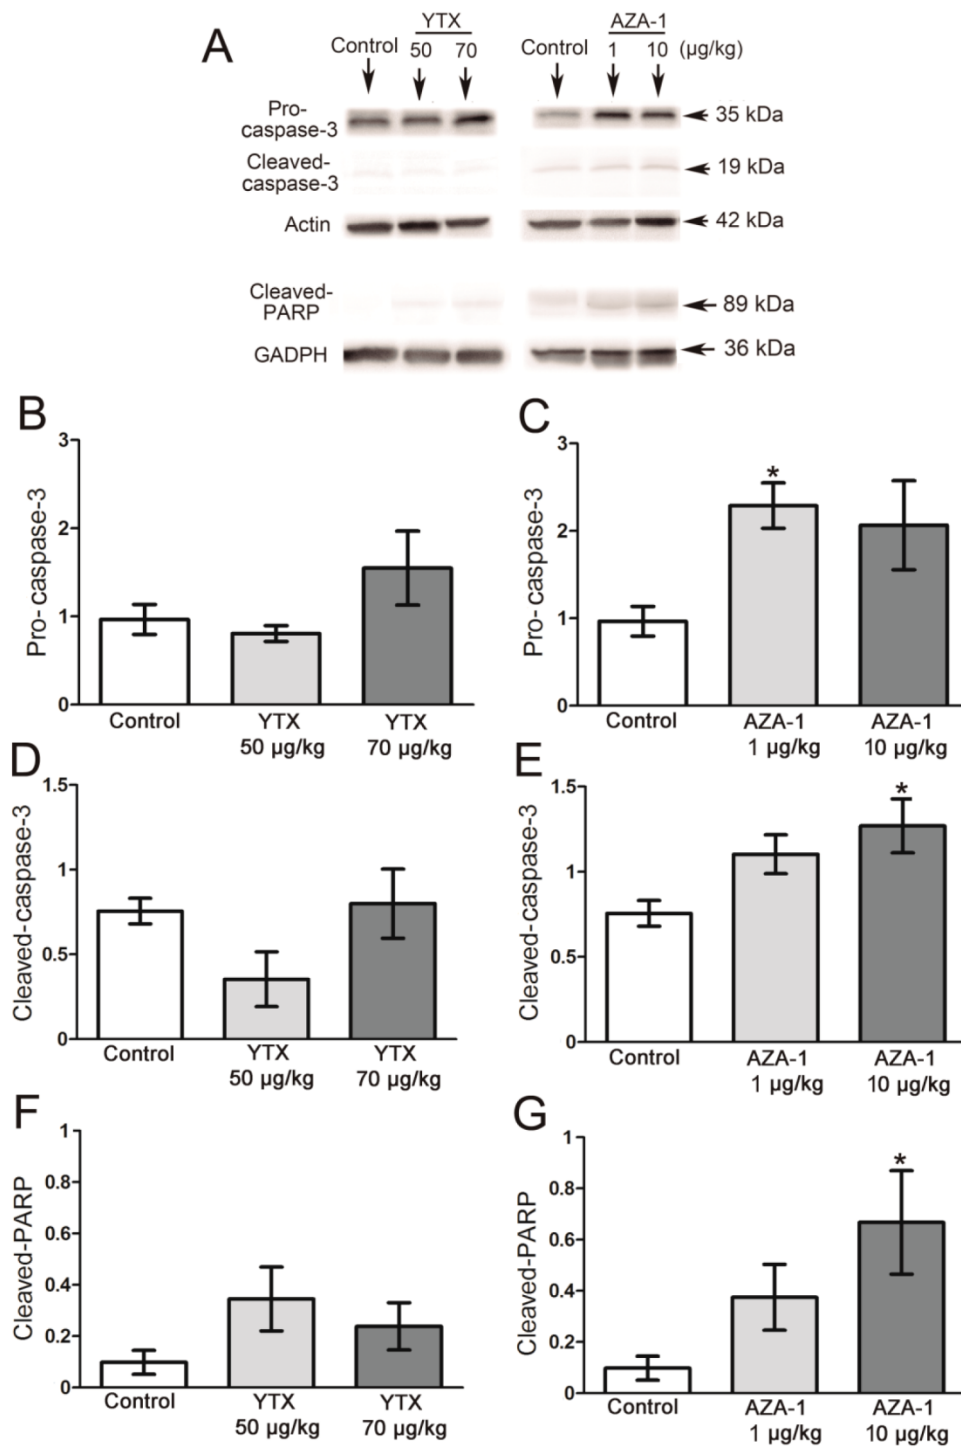 A
YTX
AZA-1
Control 50 70
Control 1 10 (µg/kg)
Pro-
caspase-3
35 kDa
Cleaved-
caspase-3
19 kDa
Actin
42 kDa
Cleaved-
PARP
89 kDa
GADPH
36 kDa
B
Pro- caspase-3
3
2
1
0
Control
YTX
50 µg/kg
YTX
70 µg/kg
C
Pro- caspase-3
3
2
1
0
*
Control
AZA-1
1 µg/kg
AZA-1
10 µg/kg
D
Cleaved- caspase-3
1.5
1
0.5
0
Control
YTX
50 µg/kg
YTX
70 µg/kg
E
Cleaved- caspase-3
1.5
1
0.5
0
*
Control
AZA-1
1 µg/kg
AZA-1
10 µg/kg
F
Cleaved-PARP
1
0.8
0.6
0.4
0.2
0
Control
YTX
50 µg/kg
YTX
70 µg/kg
G
Cleaved-PARP
1
0.8
0.6
0.4
0.2
0
*
Control
AZA-1
1 µg/kg
AZA-1
10 µg/kg